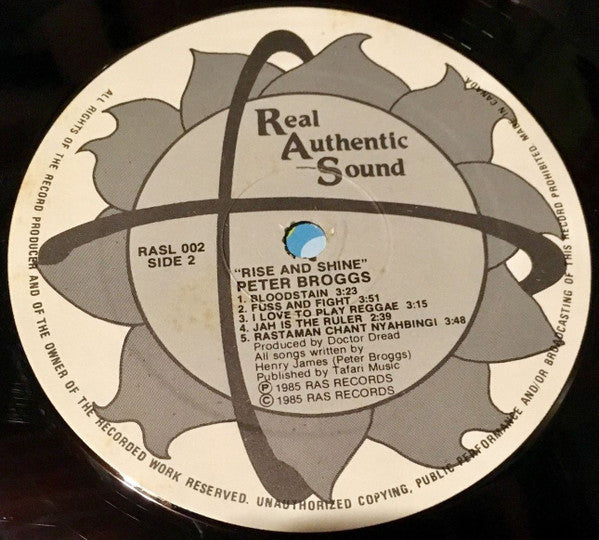 Real
Authentic
Sound
RASL 002
SIDE 2
"RISE AND SHINE"
PETER BROGGS
1. BLOODSTAIN 3:23
2. FUSS AND FIGHT 3:51
3. I LOVE TO PLAY REGGAE 3:15
4. JAH IS THE RULER 2:39
5. RASTAMAN CHANT NYAHBINGI 3:48
Produced by Doctor Dread
All songs written by
Henry James (Peter Broggs)
Published by Tafari Music
Ⓟ 1985 RAS RECORDS
© 1985 RAS RECORDS
ALL RIGHTS OF THE RECORD PRODUCER AND OF THE OWNER OF THE RECORDED WORK RESERVED. UNAUTHORIZED COPYING, PUBLIC PERFORMANCE AND/OR BROADCASTING OF THIS RECORD PROHIBITED MADE IN CANADA